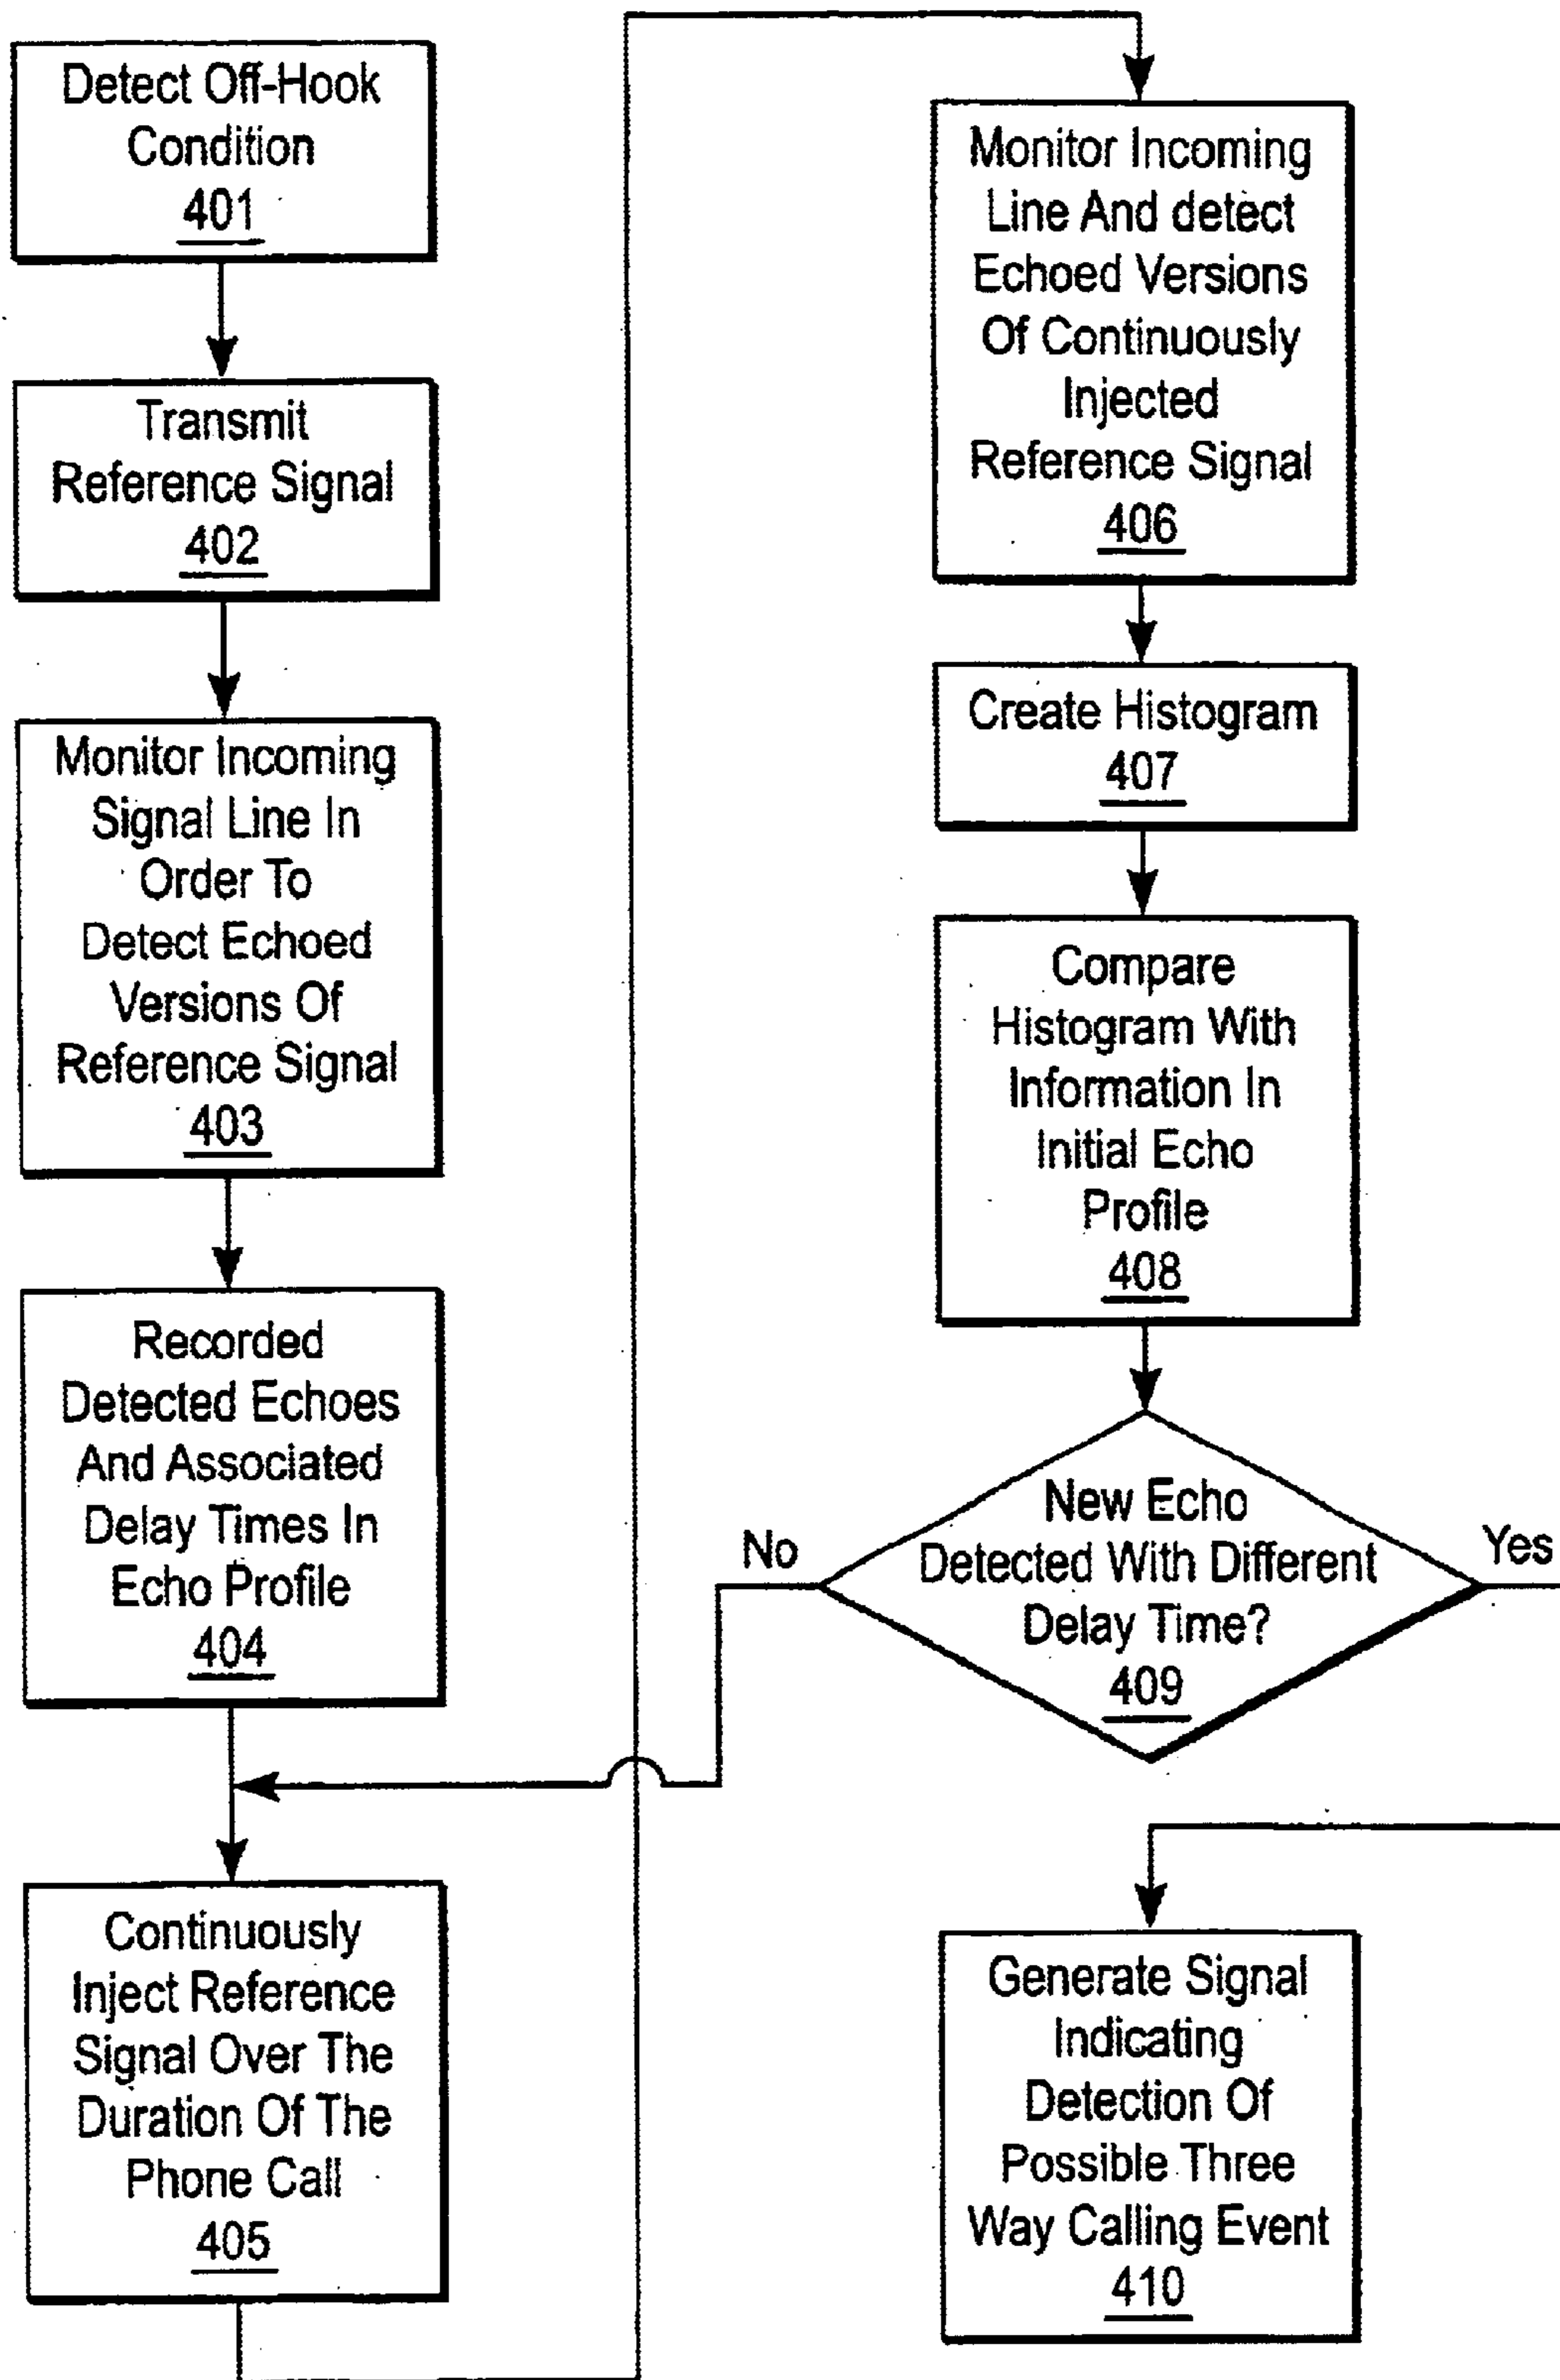 Detect Off-Hook
Condition
401
Transmit
Reference Signal
402
Monitor Incoming
Signal Line In
Order To
Detect Echoed
Versions Of
Reference Signal
403
Recorded
Detected Echoes
And Associated
Delay Times In
Echo Profile
404
Continuously
Inject Reference
Signal Over The
Duration Of The
Phone Call
405
Monitor Incoming
Line And detect
Echoed Versions
Of Continuously
Injected
Reference Signal
406
Create Histogram
407
Compare
Histogram With
Information In
Initial Echo
Profile
408
New Echo
Detected With Different
Delay Time?
409
No
Yes
Generate Signal
Indicating
Detection Of
Possible Three
Way Calling Event
410